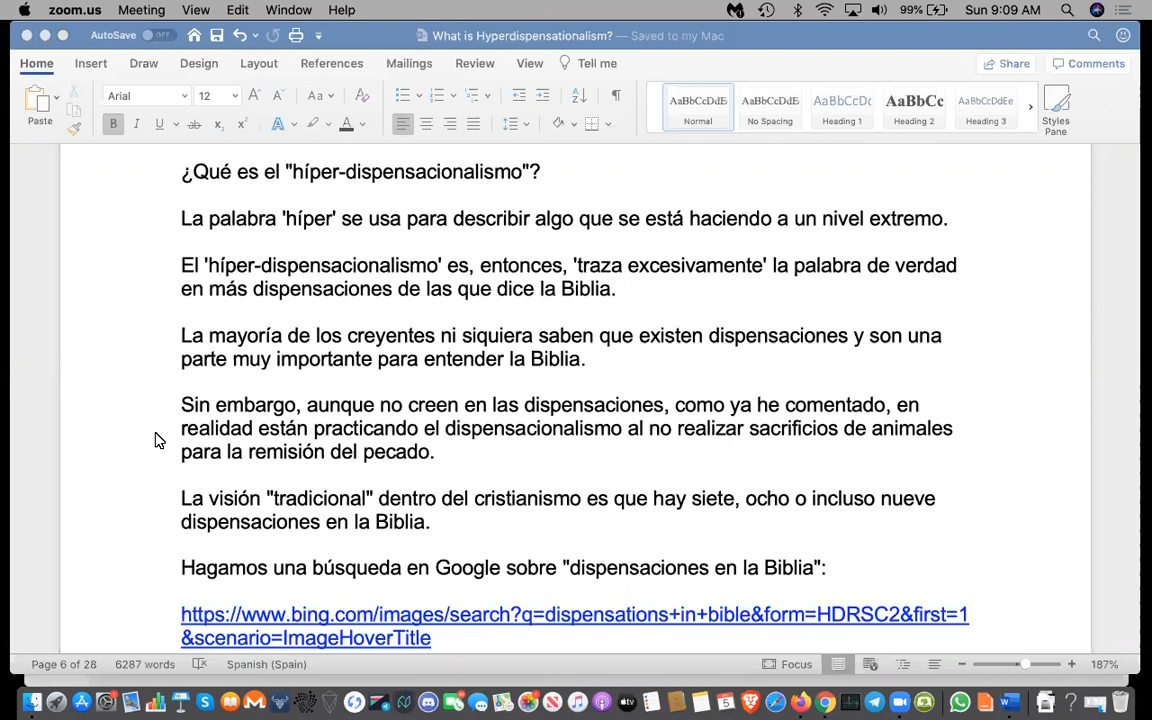 zoom.us Meeting View Edit Window Help 99% Sun 9:09 AM
AutoSave OFF What is Hyperdispensationalism? — Saved to my Mac
Home Insert Draw Design Layout References Mailings Review View Tell me Share Comments
Paste Arial 12 Aa
AaBbCcDdE AaBbCcDdE AaBbCcDc AaBbCc AaBbCcDdEe
Normal No Spacing Heading 1 Heading 2 Heading 3 Styles Pane
¿Qué es el "híper-dispensacionalismo"?
La palabra 'híper' se usa para describir algo que se está haciendo a un nivel extremo.
El 'híper-dispensacionalismo' es, entonces, 'traza excesivamente' la palabra de verdad
en más dispensaciones de las que dice la Biblia.
La mayoría de los creyentes ni siquiera saben que existen dispensaciones y son una
parte muy importante para entender la Biblia.
Sin embargo, aunque no creen en las dispensaciones, como ya he comentado, en
realidad están practicando el dispensacionalismo al no realizar sacrificios de animales
para la remisión del pecado.
La visión "tradicional" dentro del cristianismo es que hay siete, ocho o incluso nueve
dispensaciones en la Biblia.
Hagamos una búsqueda en Google sobre "dispensaciones en la Biblia":
https://www.bing.com/images/search?q=dispensations+in+bible&form=HDRSC2&first=1
&scenario=ImageHoverTitle
Page 6 of 28 6287 words Spanish (Spain) Focus 187%